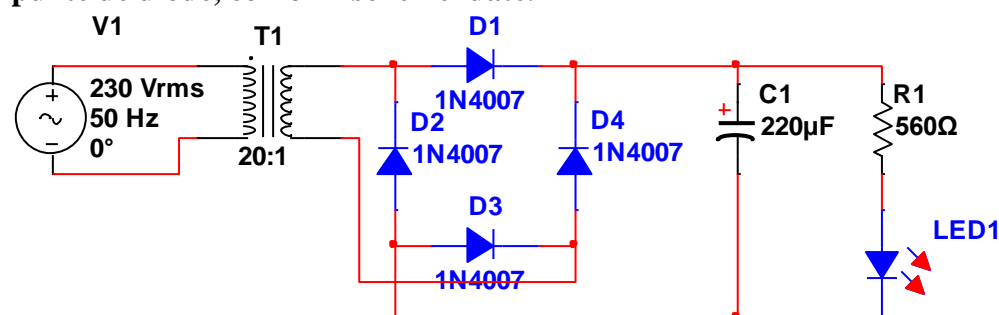 V1
T1
D1
230 Vrms
50 Hz
0°
20:1
1N4007
D2
1N4007
D4
1N4007
D3
1N4007
+
C1
220µF
R1
560Ω
LED1